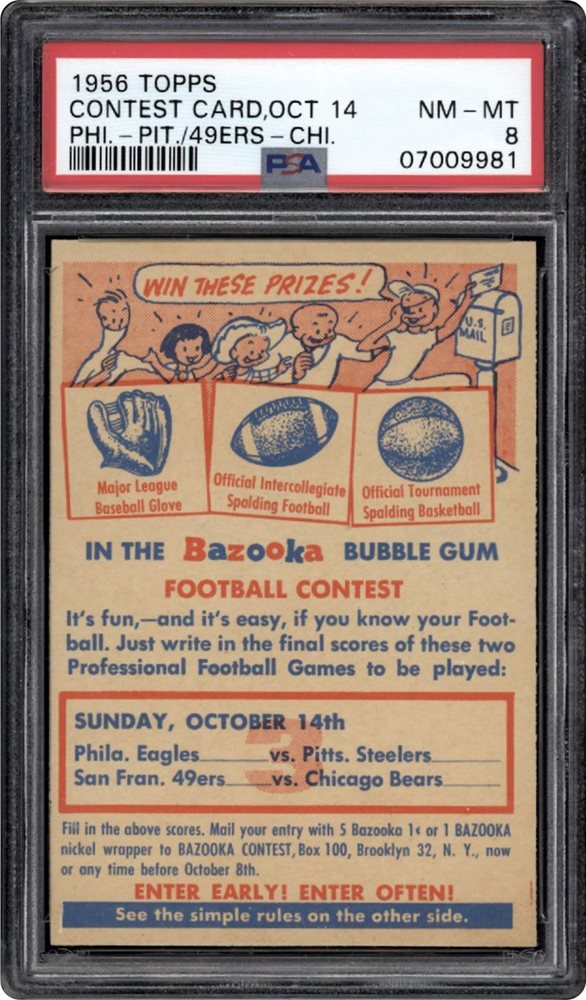 1956 TOPPS
CONTEST CARD,OCT 14 NM-MT
PHI.-PIT./49ERS-CHI. 8
PSA 07009981
WIN THESE PRIZES!
U.S.
MAIL
Major League
Baseball Glove
Official Intercollegiate
Spalding Football
Official Tournament
Spalding Basketball
IN THE Bazooka BUBBLE GUM
FOOTBALL CONTEST
It's fun,—and it's easy, if you know your Foot-
ball. Just write in the final scores of these two
Professional Football Games to be played:
3
SUNDAY, OCTOBER 14th
Phila. Eagles______vs. Pitts. Steelers______
San Fran. 49ers______vs. Chicago Bears______
Fill in the above scores. Mail your entry with 5 Bazooka 1¢ or 1 BAZOOKA
nickel wrapper to BAZOOKA CONTEST, Box 100, Brooklyn 32, N. Y., now
or any time before October 8th.
ENTER EARLY! ENTER OFTEN!
See the simple rules on the other side.